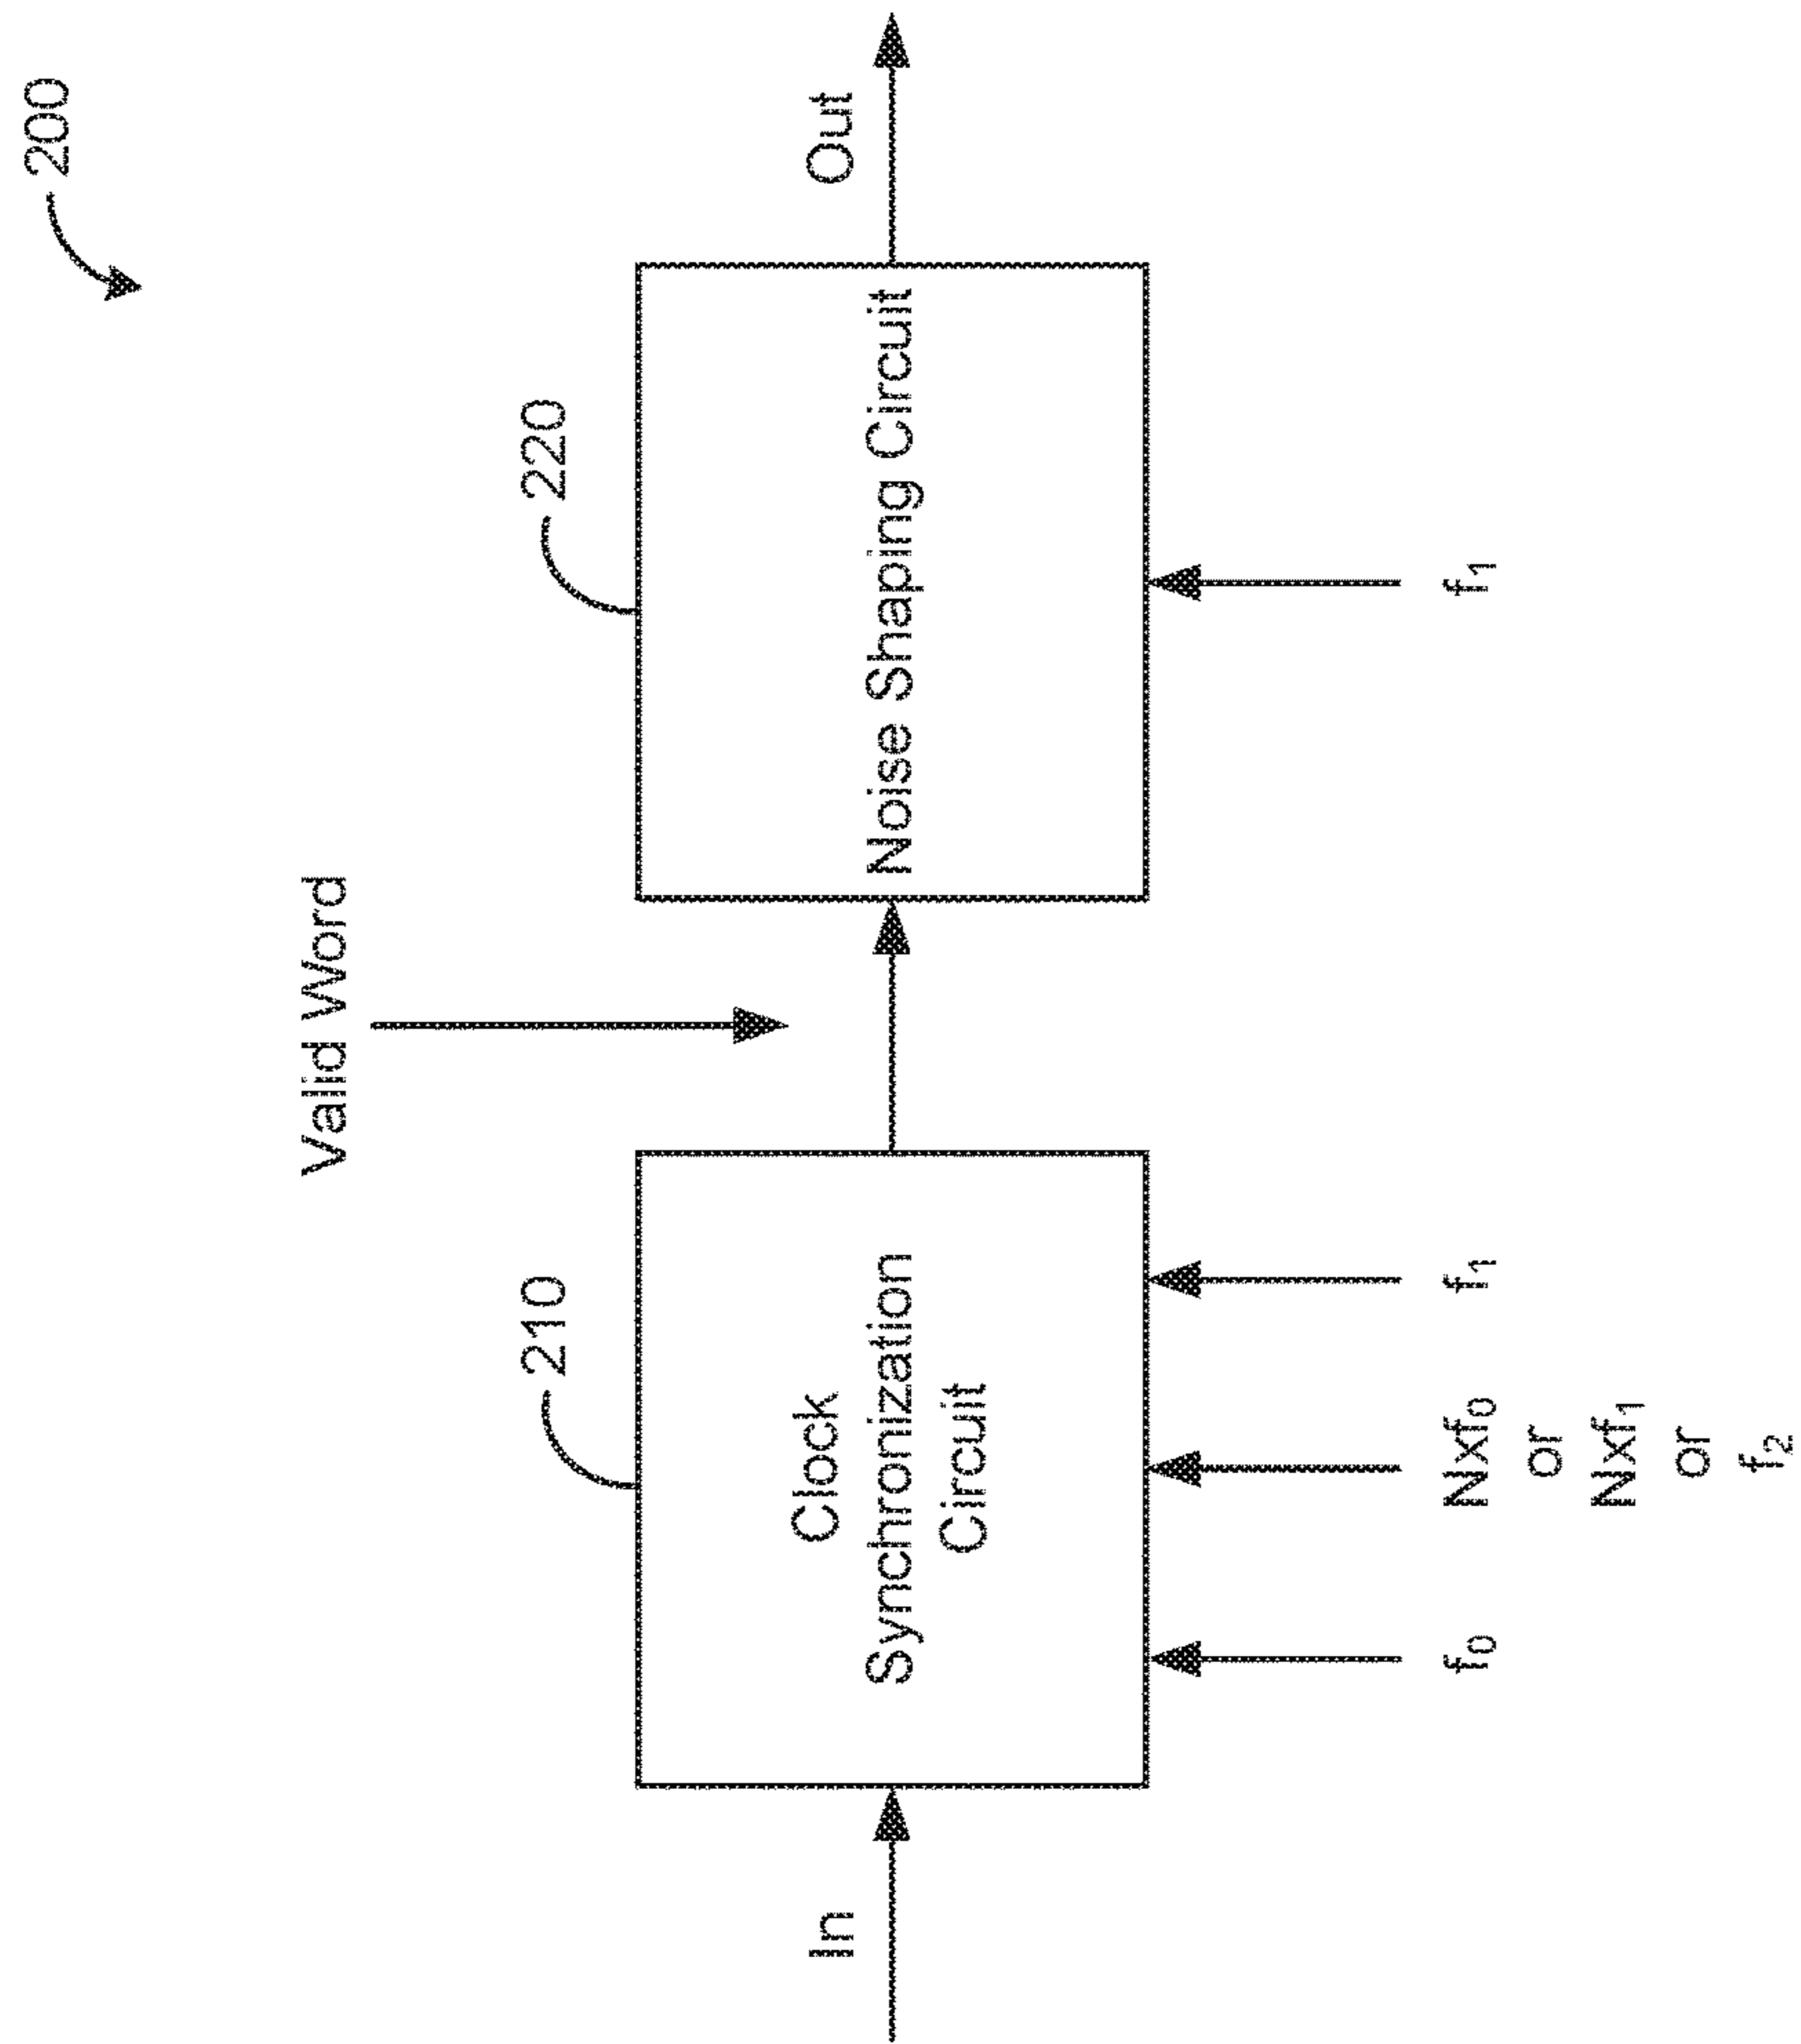 200
Valid Word
210
220
In
Clock
Synchronization
Circuit
Noise Shaping Circuit
Out
f₀
Nxf₀
or
Nxf₁
or
f₂
f₁
f₁